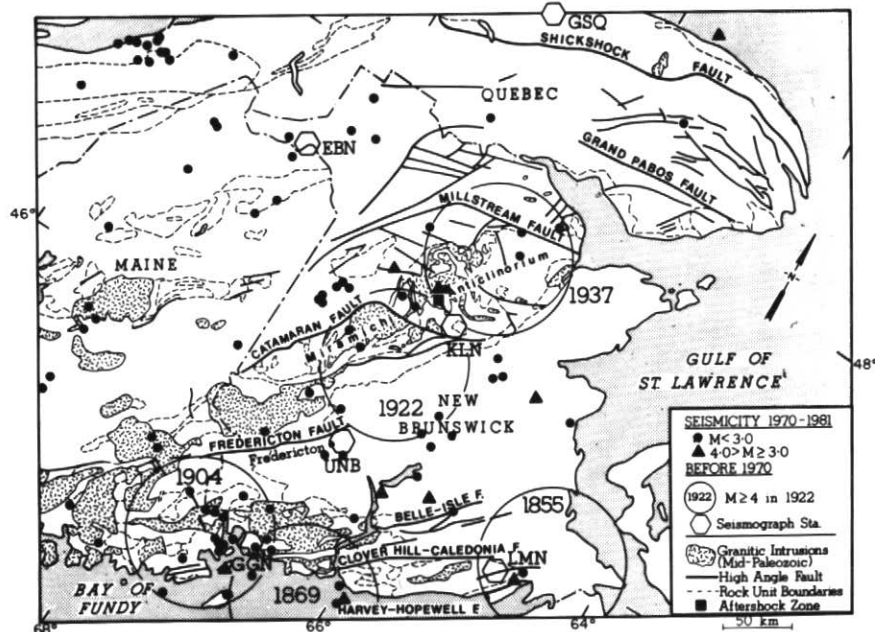 GSQ
SHICKSHOCK
FAULT
QUEBEC
EBN
GRAND PABOS FAULT
46°
MILLSTREAM FAULT
MAINE
Anticlinorium
N
1937
CATAMARAN FAULT
Miramichi
KLN
GULF OF
ST. LAWRENCE
48°
1922
NEW
BRUNSWICK
FREDERICTON FAULT
Fredericton
UNB
1904
BELLE-ISLE F.
1855
CLOVER HILL-CALEDONIA F.
GGN
LMN
BAY OF
FUNDY
1869
HARVEY-HOPEWELL F.
68°
66°
64°
SEISMICITY 1970-1981
M<3·0
4·0>M≥3·0
BEFORE 1970
1922 M≥4 in 1922
Seismograph Sta.
Granitic Intrusions
(Mid-Paleozoic)
High Angle Fault
Rock Unit Boundaries
Aftershock Zone
50 km